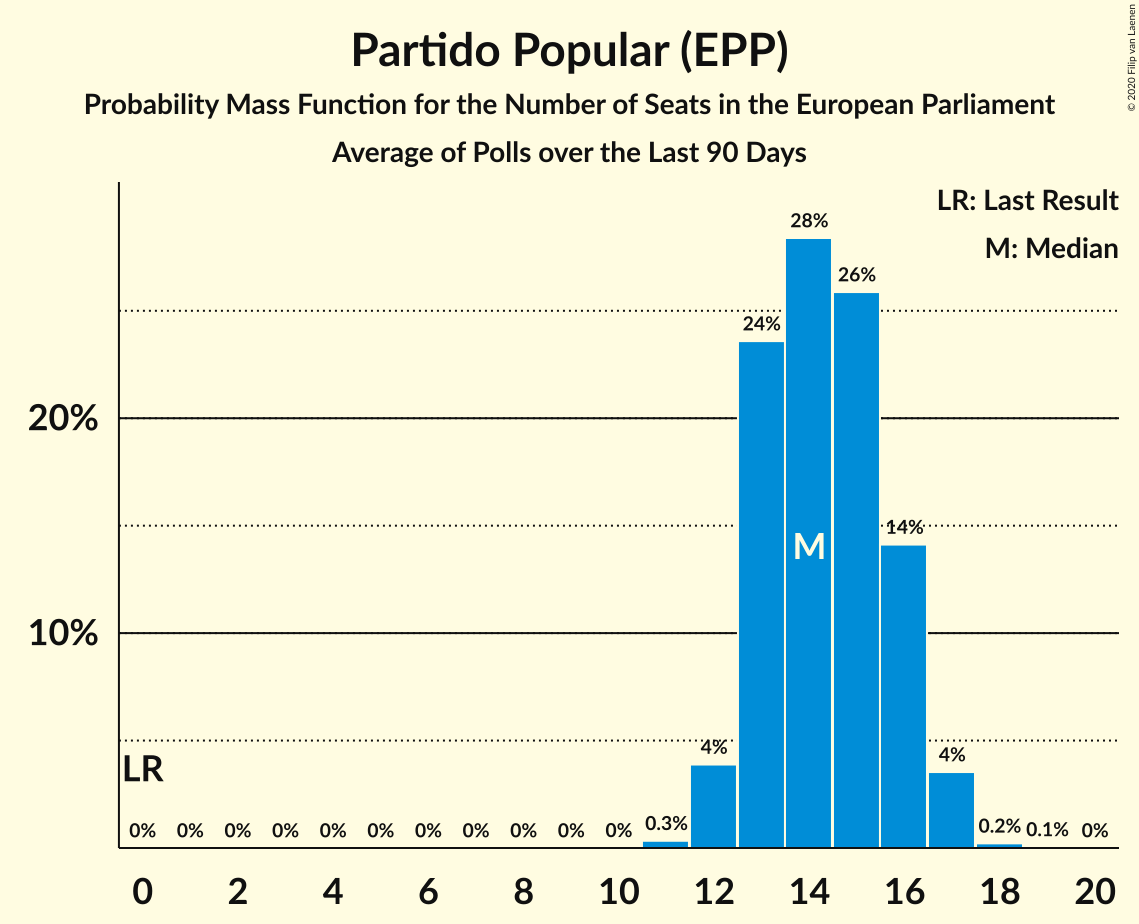 Partido Popular (EPP)
Probability Mass Function for the Number of Seats in the European Parliament
Average of Polls over the Last 90 Days
© 2020 Filip van Laenen
LR: Last Result
M: Median
28%
26%
24%
20%
14%
M
10%
4%
4%
LR
0% 0% 0% 0% 0% 0% 0% 0% 0% 0% 0% 0.3% 0.2% 0.1% 0%
0 2 4 6 8 10 12 14 16 18 20